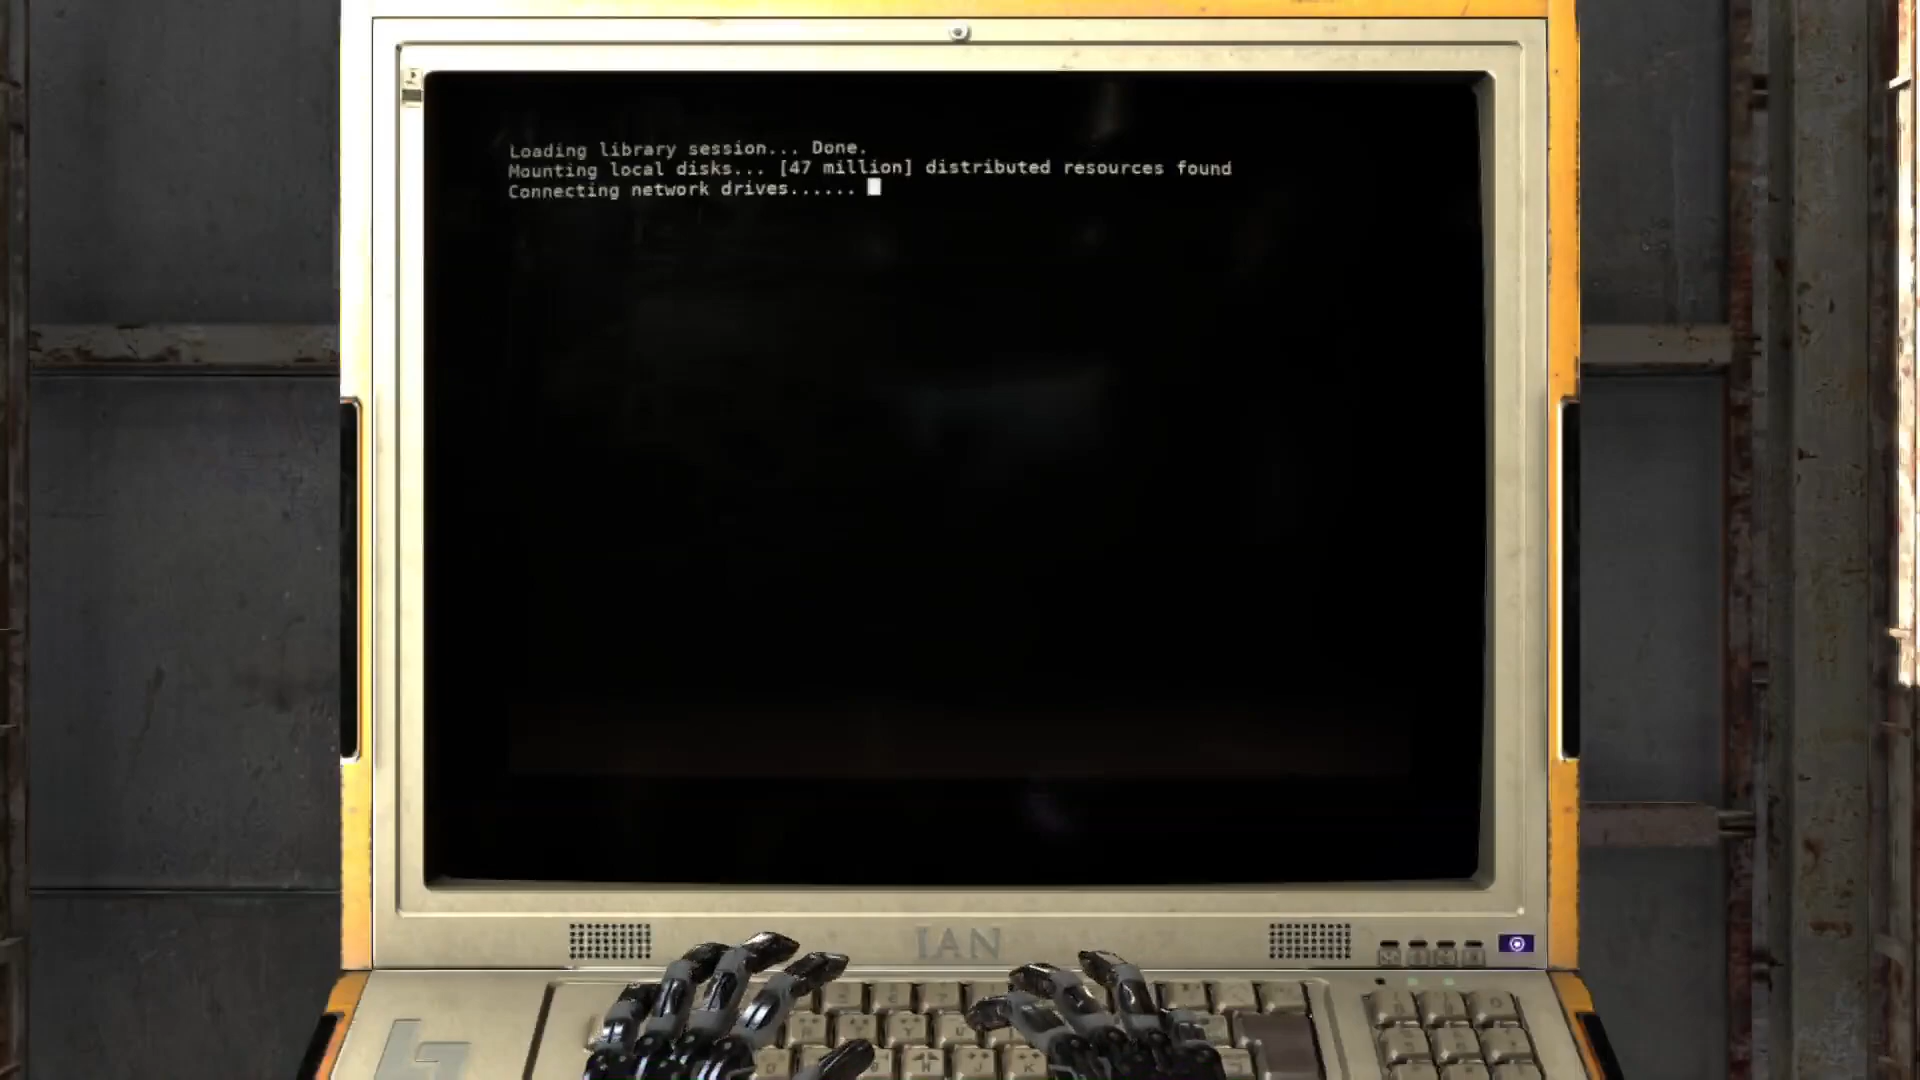 Loading library session... Done.
Mounting local disks... [47 million] distributed resources found
Connecting network drives......
IAN